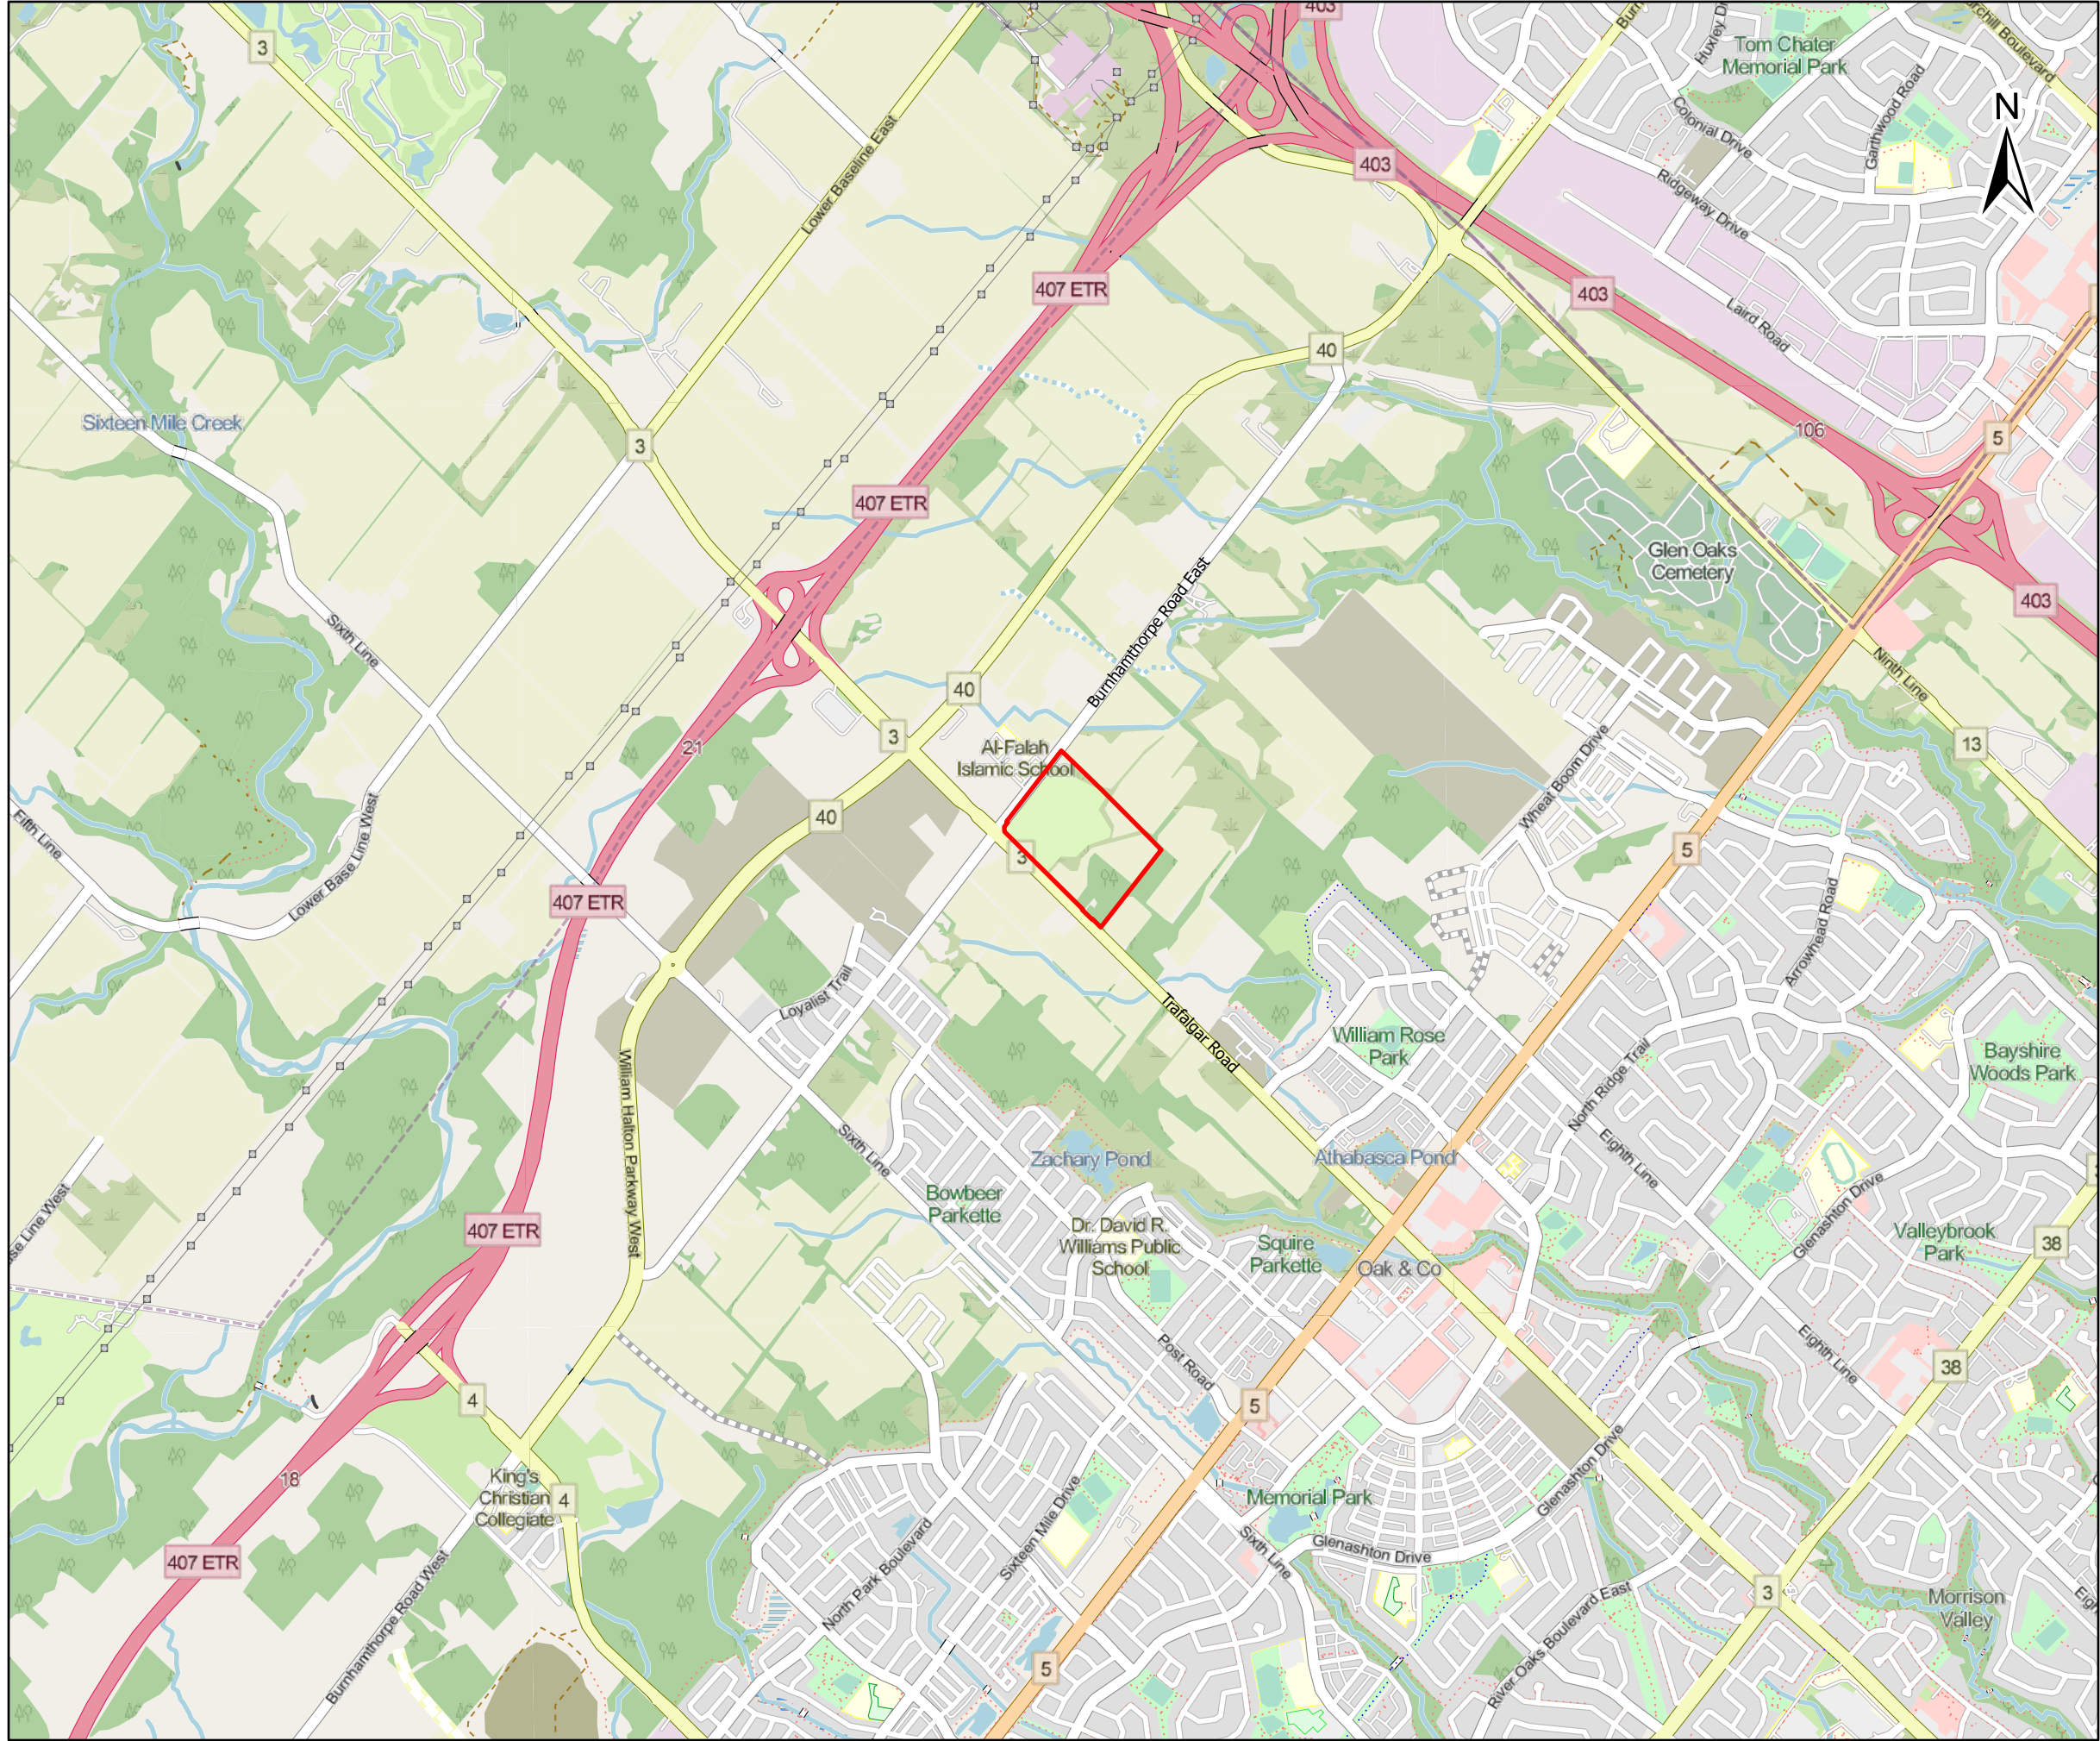 403
3
Burn
Huxley Dr
Churchill Boulevard
Tom Chater
Memorial Park
Garthwood Road
N
Colonial Drive
Lower Baseline East
403
Ridgeway Drive
407 ETR
403
Laird Road
40
Sixteen Mile Creek
3
106
5
407 ETR
Glen Oaks
Cemetery
Burnhamthorpe Road East
403
Sixth Line
Ninth Line
40
3
21
Al-Falah
Islamic School
13
Wheat Boom Drive
40
Fifth Line
Lower Base Line West
3
5
407 ETR
Arrowhead Road
Loyalist Trail
Trafalgar Road
William Rose
Park
Bayshire
Woods Park
North Ridge Trail
William Halton Parkway West
Sixth Line
Zachary Pond
Athabasca Pond
Eighth Line
Bowbeer
Parkette
se Line West
407 ETR
Dr. David R.
Williams Public
School
Squire
Parkette
Oak & Co
Glenashton Drive
Valleybrook
Park
38
Post Road
Eighth Line
38
4
5
18
King's
Christian
Collegiate
4
Memorial Park
Glenashton Drive
Sixteen Mile Drive
North Park Boulevard
Sixth Line
Glenashton Drive
407 ETR
Burnhamthorpe Road West
River Oaks Boulevard East
3
Morrison
Valley
Eigh
5